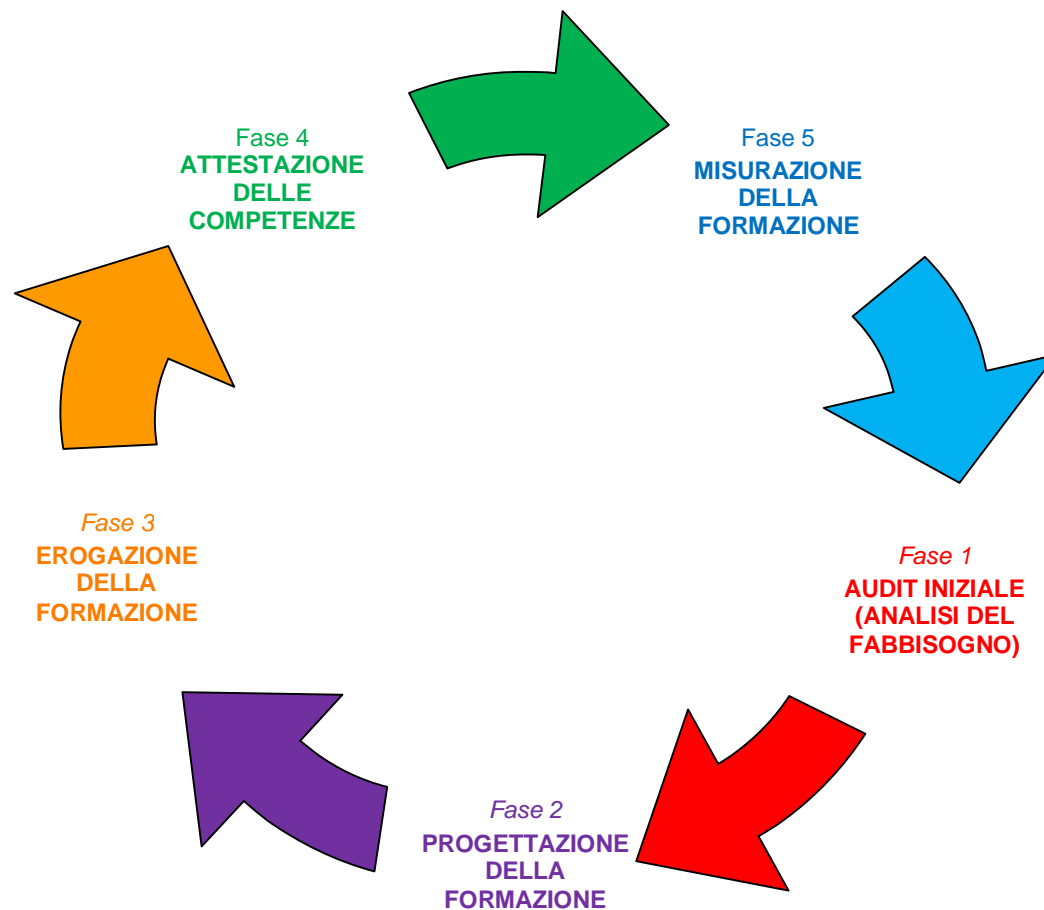 Fase 4
ATTESTAZIONE
DELLE
COMPETENZE
Fase 5
MISURAZIONE
DELLA
FORMAZIONE
Fase 3
EROGAZIONE
DELLA
FORMAZIONE
Fase 1
AUDIT INIZIALE
(ANALISI DEL
FABBISOGNO)
Fase 2
PROGETTAZIONE
DELLA
FORMAZIONE